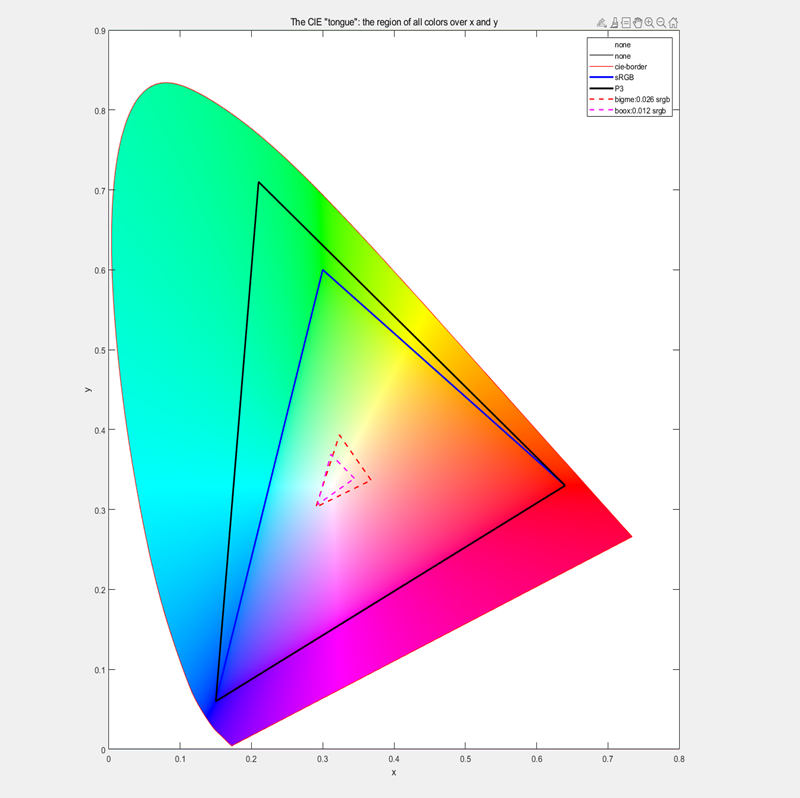 The CIE "tongue": the region of all colors over x and y
none
none
cie-border
sRGB
P3
bigme:0.026 srgb
boox:0.012 srgb
0.9
0.8
0.7
0.6
0.5
0.4
0.3
0.2
0.1
0
y
0 0.1 0.2 0.3 0.4 0.5 0.6 0.7 0.8
x